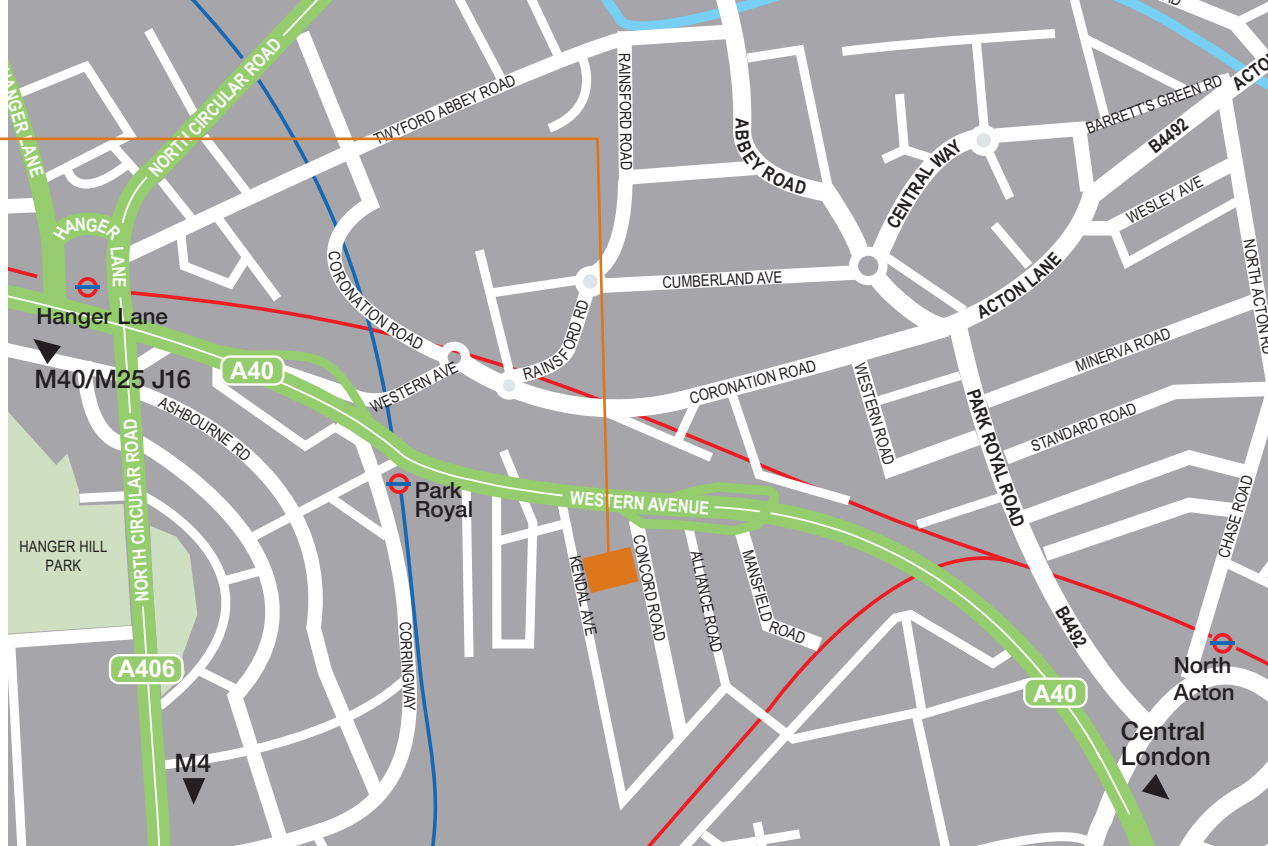 HANGER LANE
NORTH CIRCULAR ROAD
TWYFORD ABBEY ROAD
RAINSFORD ROAD
ABBEY ROAD
CENTRAL WAY
BARRETT'S GREEN RD
B4492
WESLEY AVE
HANGER LANE
CORONATION ROAD
CUMBERLAND AVE
ACTON LANE
NORTH ACTON RD
Hanger Lane
M40/M25 J16
A40
RAINSFORD RD
WESTERN AVE
CORONATION ROAD
WESTERN ROAD
MINERVA ROAD
STANDARD ROAD
PARK ROYAL ROAD
ASHBOURNE RD
NORTH CIRCULAR ROAD
Park
Royal
WESTERN AVENUE
CHASE ROAD
HANGER HILL
PARK
KENDAL AVE
CONCORD ROAD
ALLIANCE ROAD
MANSFIELD ROAD
B4492
CORRINGWAY
A406
North
Acton
A40
Central
London
M4